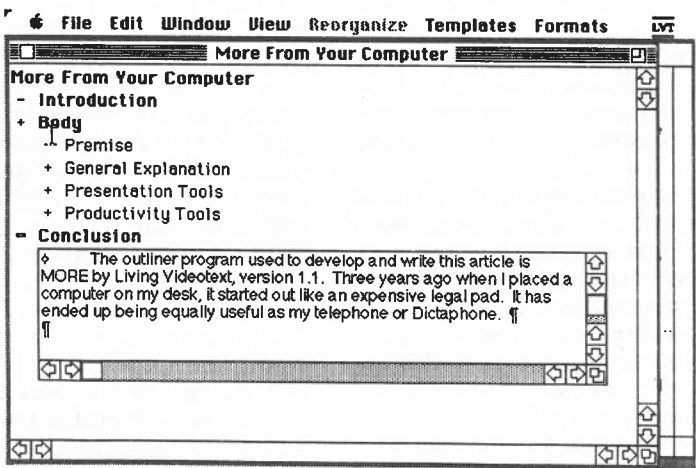 r
File Edit Window View Reorganize Templates Formats LVT
More From Your Computer
More From Your Computer
- Introduction
+ Body
- Premise
+ General Explanation
+ Presentation Tools
+ Productivity Tools
- Conclusion
◊ The outliner program used to develop and write this article is
MORE by Living Videotext, version 1.1. Three years ago when I placed a
computer on my desk, it started out like an expensive legal pad. It has
ended up being equally useful as my telephone or Dictaphone. ¶
¶